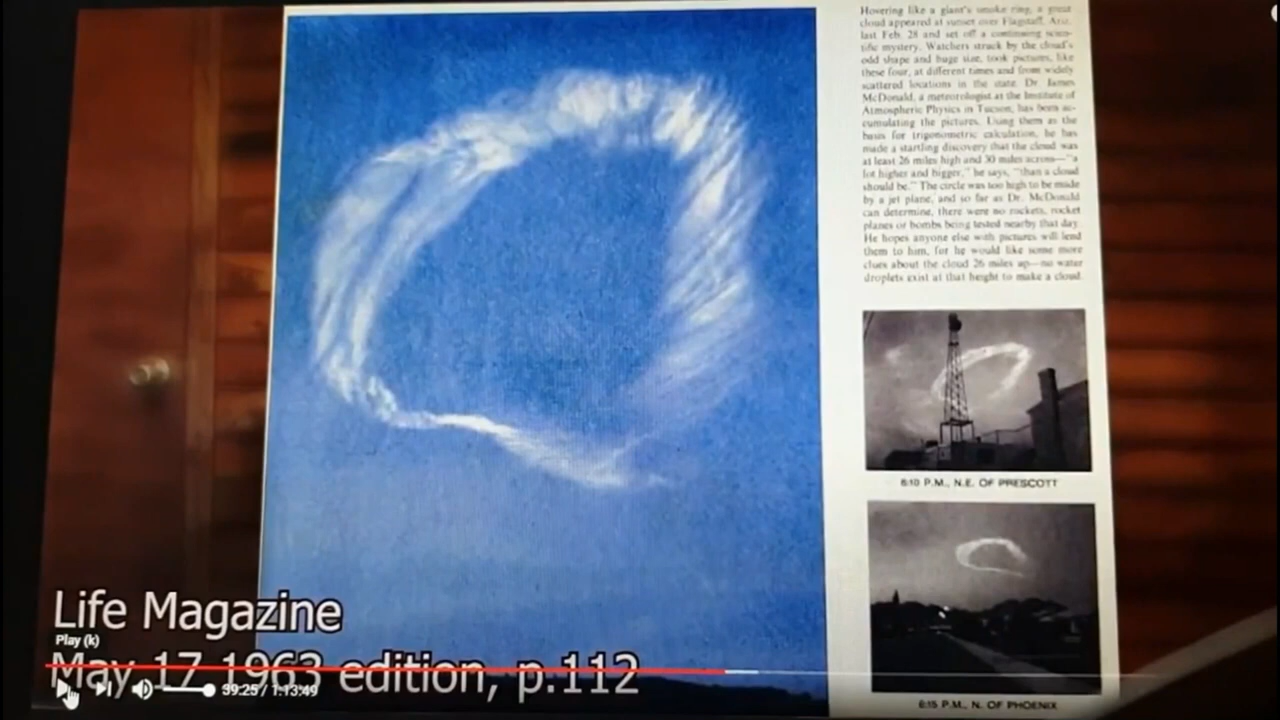 Hovering like a giant's smoke ring, a great
cloud appeared at sunset over Flagstaff, Ariz.
last Feb. 28 and set off a continuing scien-
tific mystery. Watchers struck by the cloud's
odd shape and huge size, took pictures, like
these four, at different times and from widely
scattered locations in the state. Dr. James
McDonald, a meteorologist at the Institute of
Atmospheric Physics in Tucson, has been ac-
cumulating the pictures. Using them as the
basis for trigonometric calculation, he has
made a startling discovery that the cloud was
at least 26 miles high and 30 miles across—"a
lot higher and bigger," he says, "than a cloud
should be." The circle was too high to be made
by a jet plane, and so far as Dr. McDonald
can determine, there were no rockets, rocket
planes or bombs being tested nearby that day.
He hopes anyone else with pictures will lend
them to him, for he would like some more
clues about the cloud 26 miles up—no water
droplets exist at that height to make a cloud.
6:10 P.M., N.E. OF PRESCOTT
6:15 P.M., N. OF PHOENIX
Life Magazine
Play (k)
May 17 1963 edition, p.112
39:25 / 1:13:49